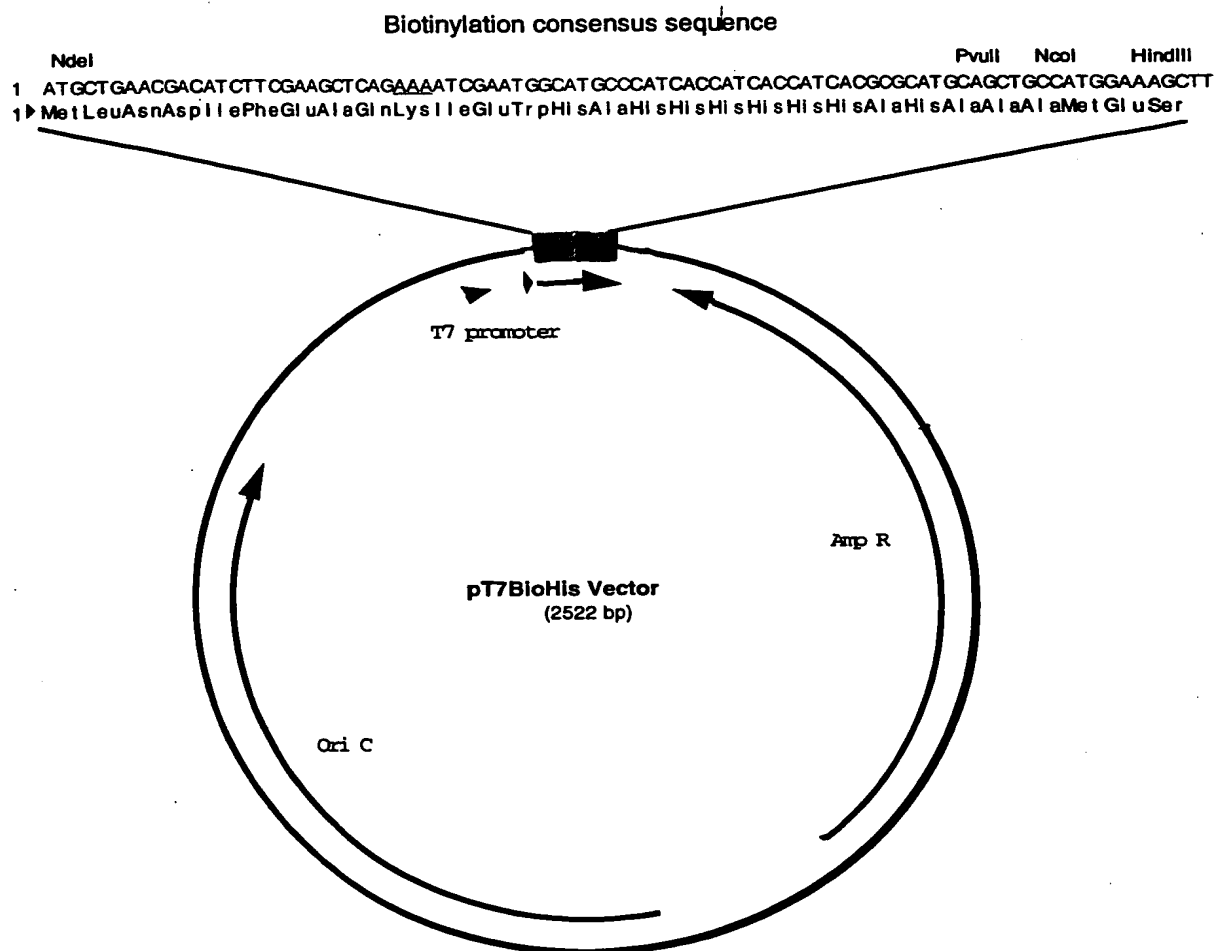 Biotinylation consensus sequence
NdeI PvuII NcoI HindIII
1 ATGCTGAACGACATCTTCGAAGCTCAGAAAATCGAATGGCATGCCCATCACCATCACCATCACGCGCATGCAGCTGCCATGGAAAGCTT
1 MetLeuAsnAspIlePheGluAlaGlnLysIleGluTrpHisAlaHisHisHisHisHisHisAlaHisAlaAlaAlaMetGluSer
T7 promoter
Amp R
pT7BioHis Vector
(2522 bp)
Ori C